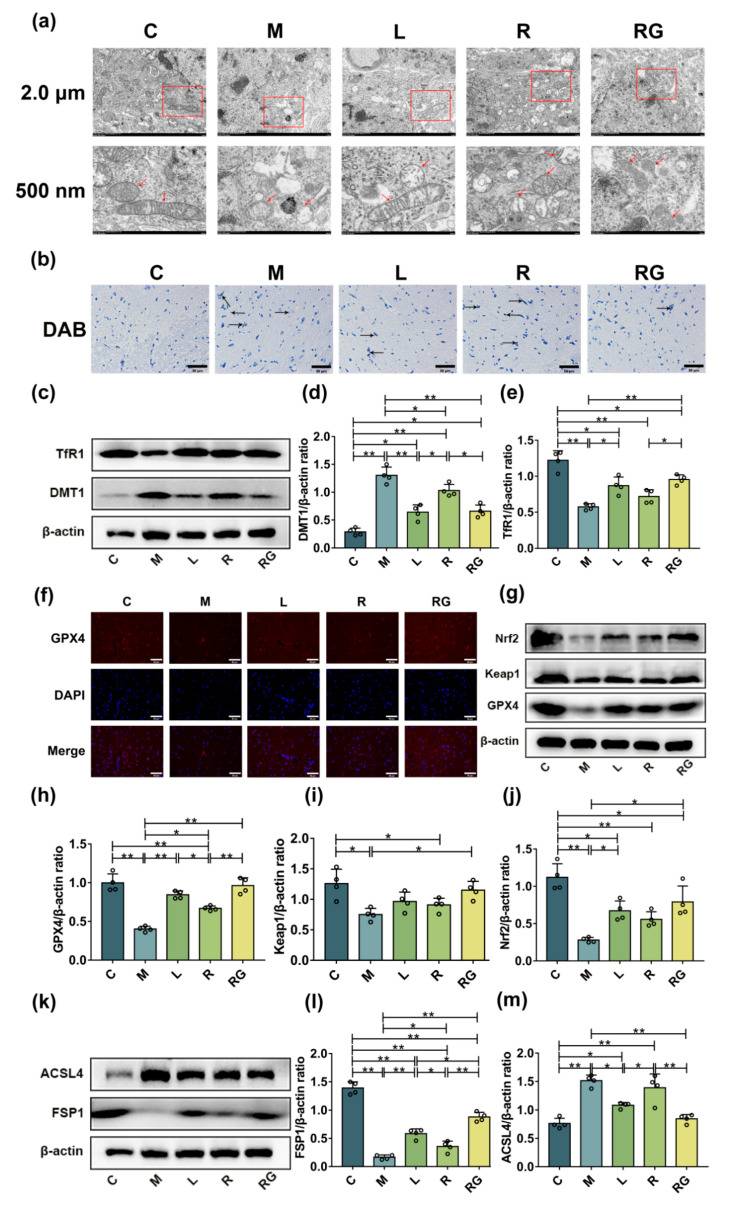 (a)
C M L R RG
2.0 µm
500 nm
(b)
C M L R RG
DAB
(c)
TfR1
DMT1
β-actin
C M L R RG
(d)
DMT1/β-actin ratio
2.0
1.5
1.0
0.5
0.0
** ** * *
*
**
*
*
**
C M L R RG
(e)
TfR1/β-actin ratio
1.5
1.0
0.5
0.0
** * *
*
**
*
**
C M L R RG
(f)
C M L R RG
GPX4
DAPI
Merge
(g)
Nrf2
Keap1
GPX4
β-actin
C M L R RG
(h)
GPX4/β-actin ratio
1.5
1.0
0.5
0.0
** ** * **
**
*
**
C M L R RG
(i)
Keap1/β-actin ratio
2.0
1.5
1.0
0.5
0.0
* *
*
C M L R RG
(j)
Nrf2/β-actin ratio
1.5
1.0
0.5
0.0
** *
*
**
*
*
C M L R RG
(k)
ACSL4
FSP1
β-actin
C M L R RG
(l)
FSP1/β-actin ratio
2.0
1.5
1.0
0.5
0.0
** ** * **
** *
**
**
*
**
C M L R RG
(m)
ACSL4/β-actin ratio
2.0
1.5
1.0
0.5
0.0
** * * **
*
**
**
C M L R RG